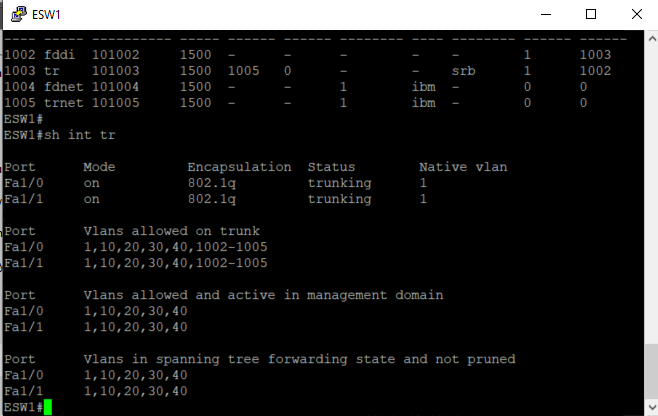 ESW1
---- ----- ---------- ----- ------ ------ -------- ---- -------- ------ ------
1002 fddi  101002     1500  -      -      -        -    -        1      1003
1003 tr    101003     1500  1005   0      -        -    srb      1      1002
1004 fdnet 101004     1500  -      -      1        ibm  -        0      0
1005 trnet 101005     1500  -      -      1        ibm  -        0      0
ESW1#
ESW1#sh int tr
Port      Mode         Encapsulation  Status        Native vlan
Fa1/0     on           802.1q         trunking      1
Fa1/1     on           802.1q         trunking      1
Port      Vlans allowed on trunk
Fa1/0     1,10,20,30,40,1002-1005
Fa1/1     1,10,20,30,40,1002-1005
Port      Vlans allowed and active in management domain
Fa1/0     1,10,20,30,40
Fa1/1     1,10,20,30,40
Port      Vlans in spanning tree forwarding state and not pruned
Fa1/0     1,10,20,30,40
Fa1/1     1,10,20,30,40
ESW1#